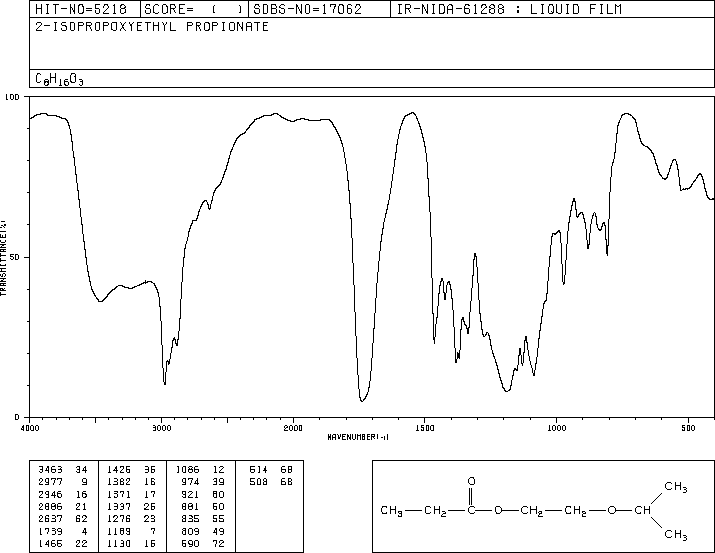 HIT-NO=5218 SCORE= ( ) SDBS-NO=17062 IR-NIDA-61288 : LIQUID FILM
2-ISOPROPOXYETHYL PROPIONATE
C8H16O3
100
50
0
TRANSMITTANCE(%)
4000 3000 2000 1500 1000 500
WAVENUMBER(-1)
3463 34 1425 36 1086 12 514 68
2977 9 1382 16 974 39 508 68
2946 16 1371 17 921 60
2886 21 1337 26 881 60
2637 62 1276 23 835 55
1739 4 1189 7 809 49
1465 22 1130 16 590 72
O
CH3
CH3—CH2—C—O—CH2—CH2—O—CH
CH3